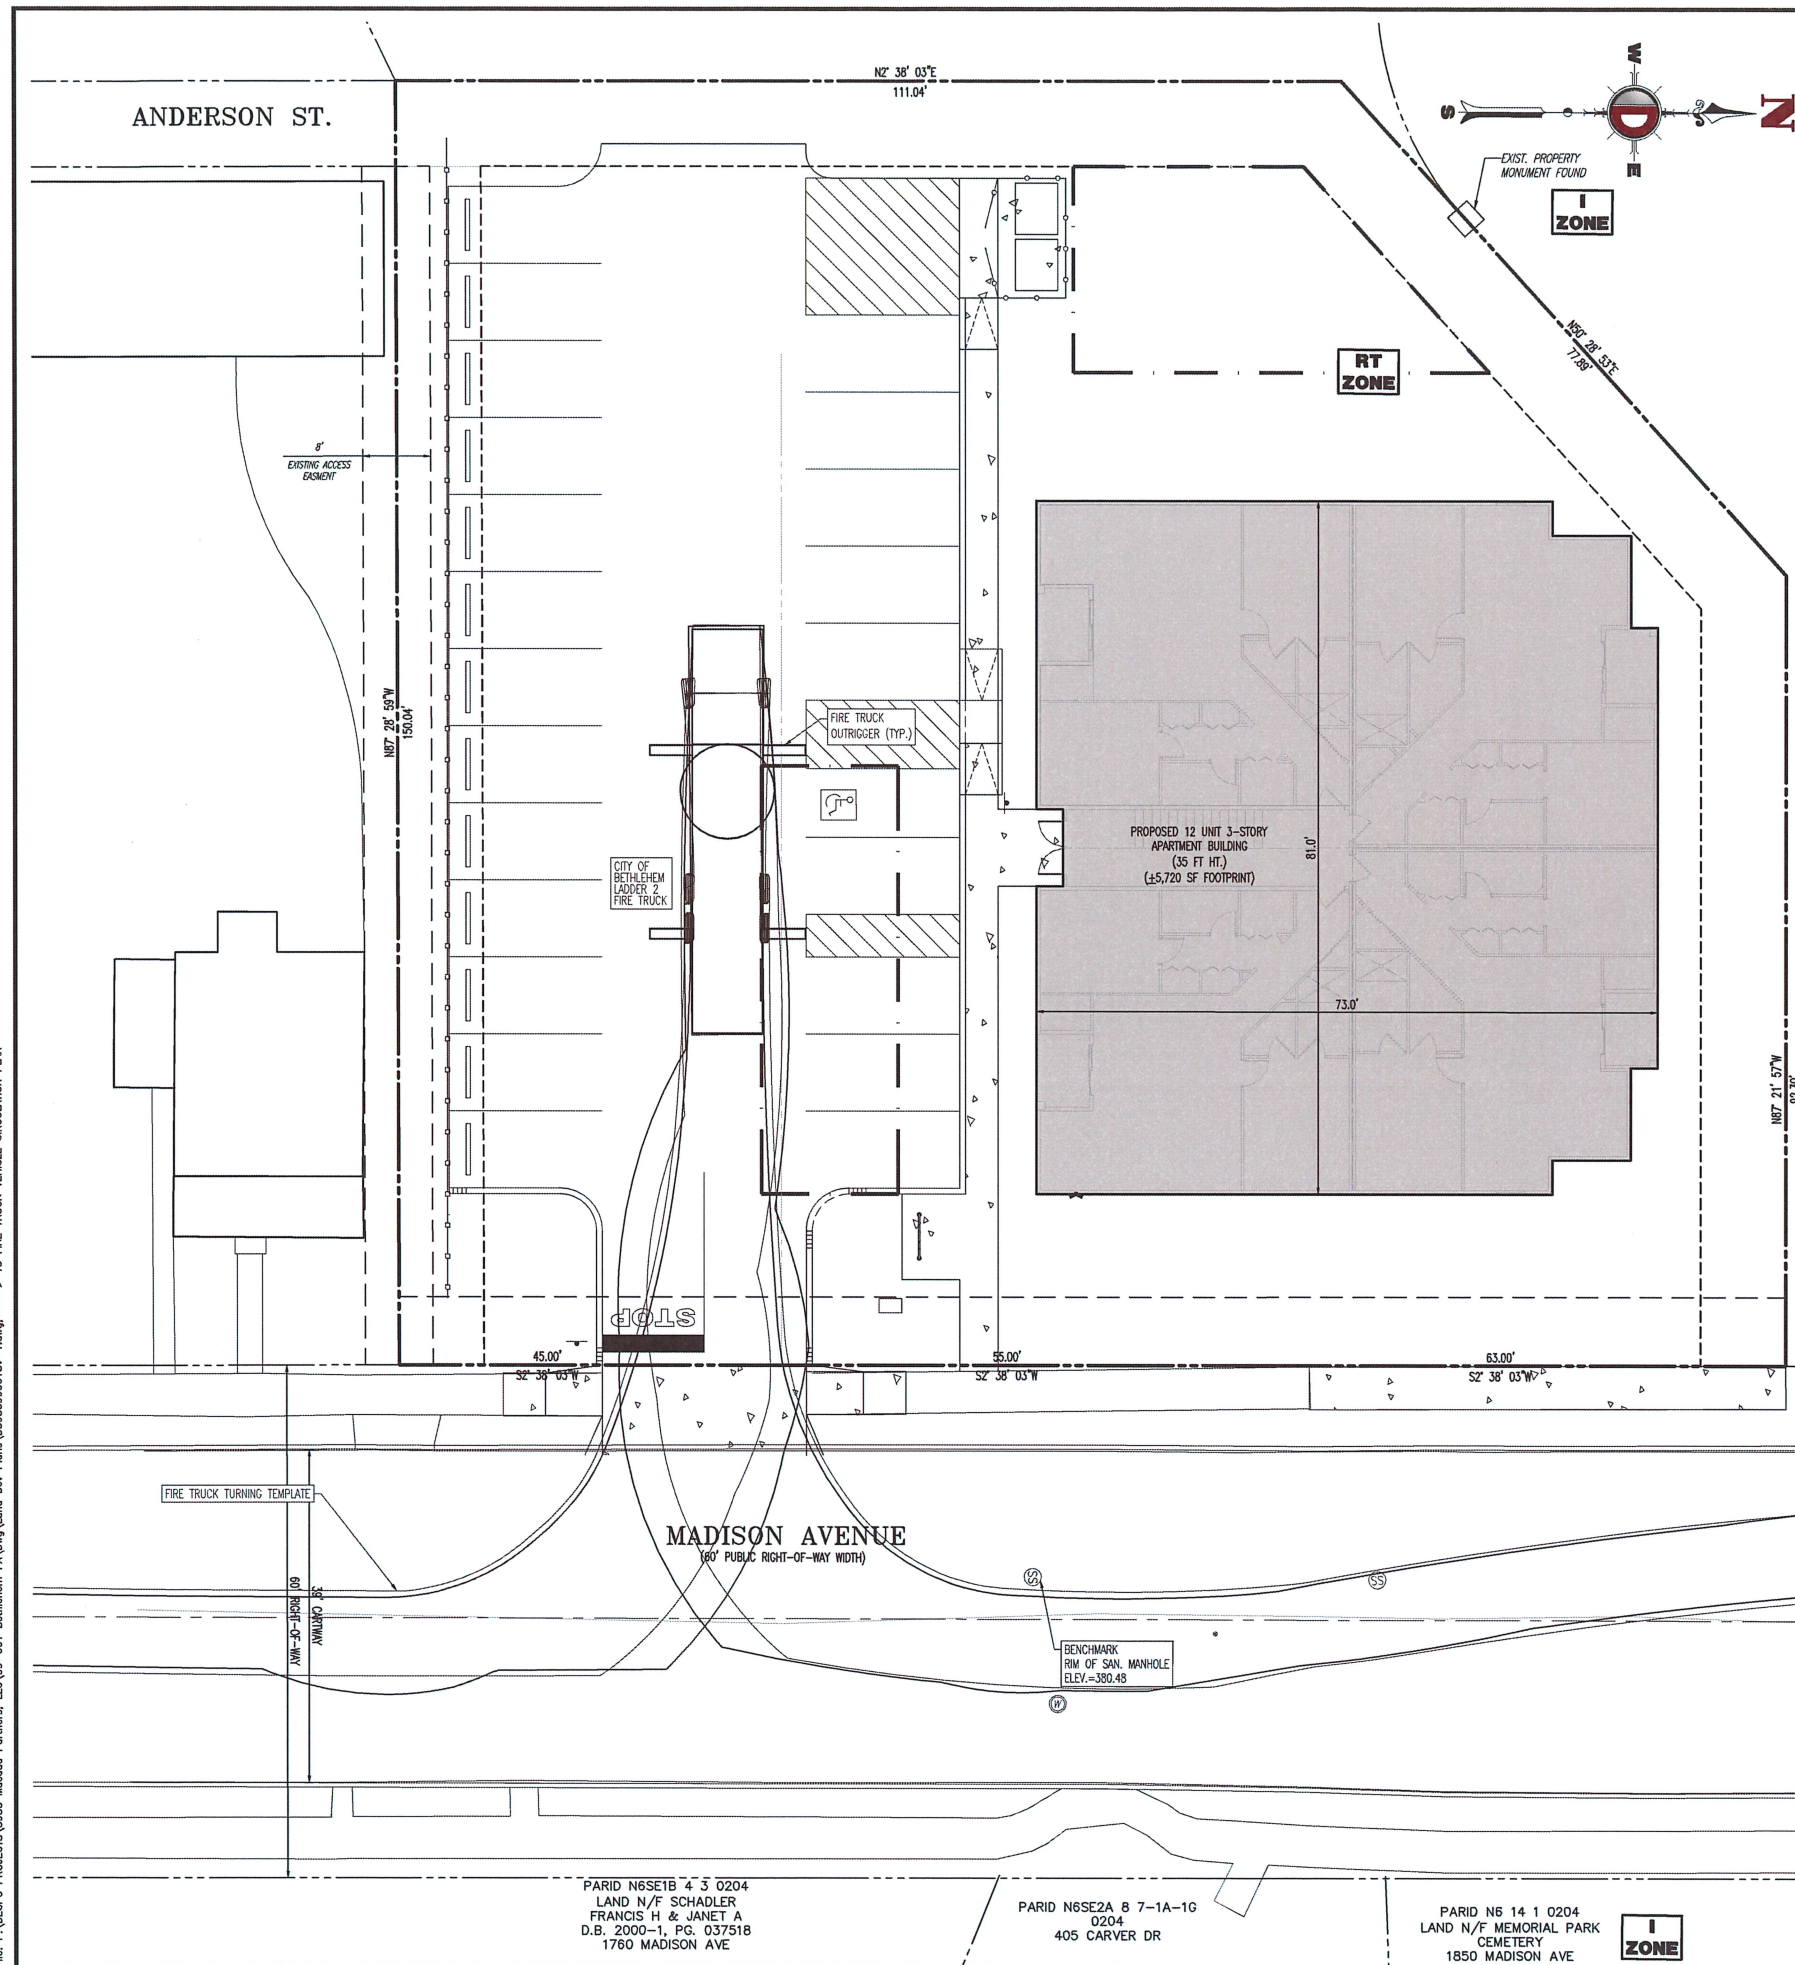 ANDERSON ST.
N2° 38' 03"E
111.04'
W
N
S
D
E
EXIST. PROPERTY
MONUMENT FOUND
I
ZONE
N50° 28' 53"E
77.89'
RT
ZONE
8'
EXISTING ACCESS
EASMENT
N87° 28' 59"W
150.04'
FIRE TRUCK
OUTRIGGER (TYP.)
CITY OF
BETHLEHEM
LADDER 2
FIRE TRUCK
PROPOSED 12 UNIT 3-STORY
APARTMENT BUILDING
(35 FT HT.)
(±5,720 SF FOOTPRINT)
81.0'
73.0'
N87° 21' 57"W
STOP
45.00'
S2° 38' 03"W
55.00'
S2° 38' 03"W
63.00'
S2° 38' 03"W
FIRE TRUCK TURNING TEMPLATE
MADISON AVENUE
(60' PUBLIC RIGHT-OF-WAY WIDTH)
39' CARTWAY
60' RIGHT-OF-WAY
SS
SS
BENCHMARK
RIM OF SAN. MANHOLE
ELEV.=380.48
W
PARID N6SE1B 4 3 0204
LAND N/F SCHADLER
FRANCIS H & JANET A
D.B. 2000-1, PG. 037518
1760 MADISON AVE
PARID N6SE2A 8 7-1A-1G
0204
405 CARVER DR
PARID N6 14 1 0204
LAND N/F MEMORIAL PARK
CEMETERY
1850 MADISON AVE
I
ZONE